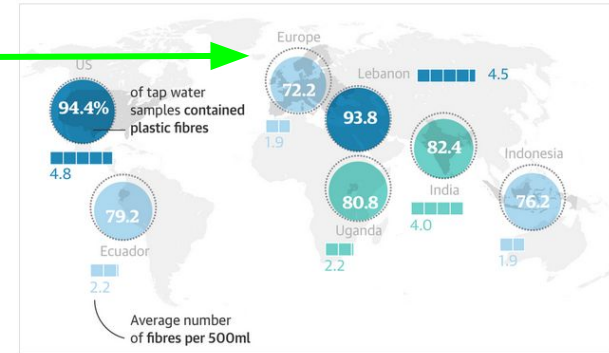 US
94.4%
of tap water
samples contained
plastic fibres
4.8
Europe
72.2
1.9
Lebanon
4.5
93.8
82.4
India
4.0
Indonesia
76.2
1.9
79.2
Ecuador
2.2
80.8
Uganda
2.2
Average number
of fibres per 500ml